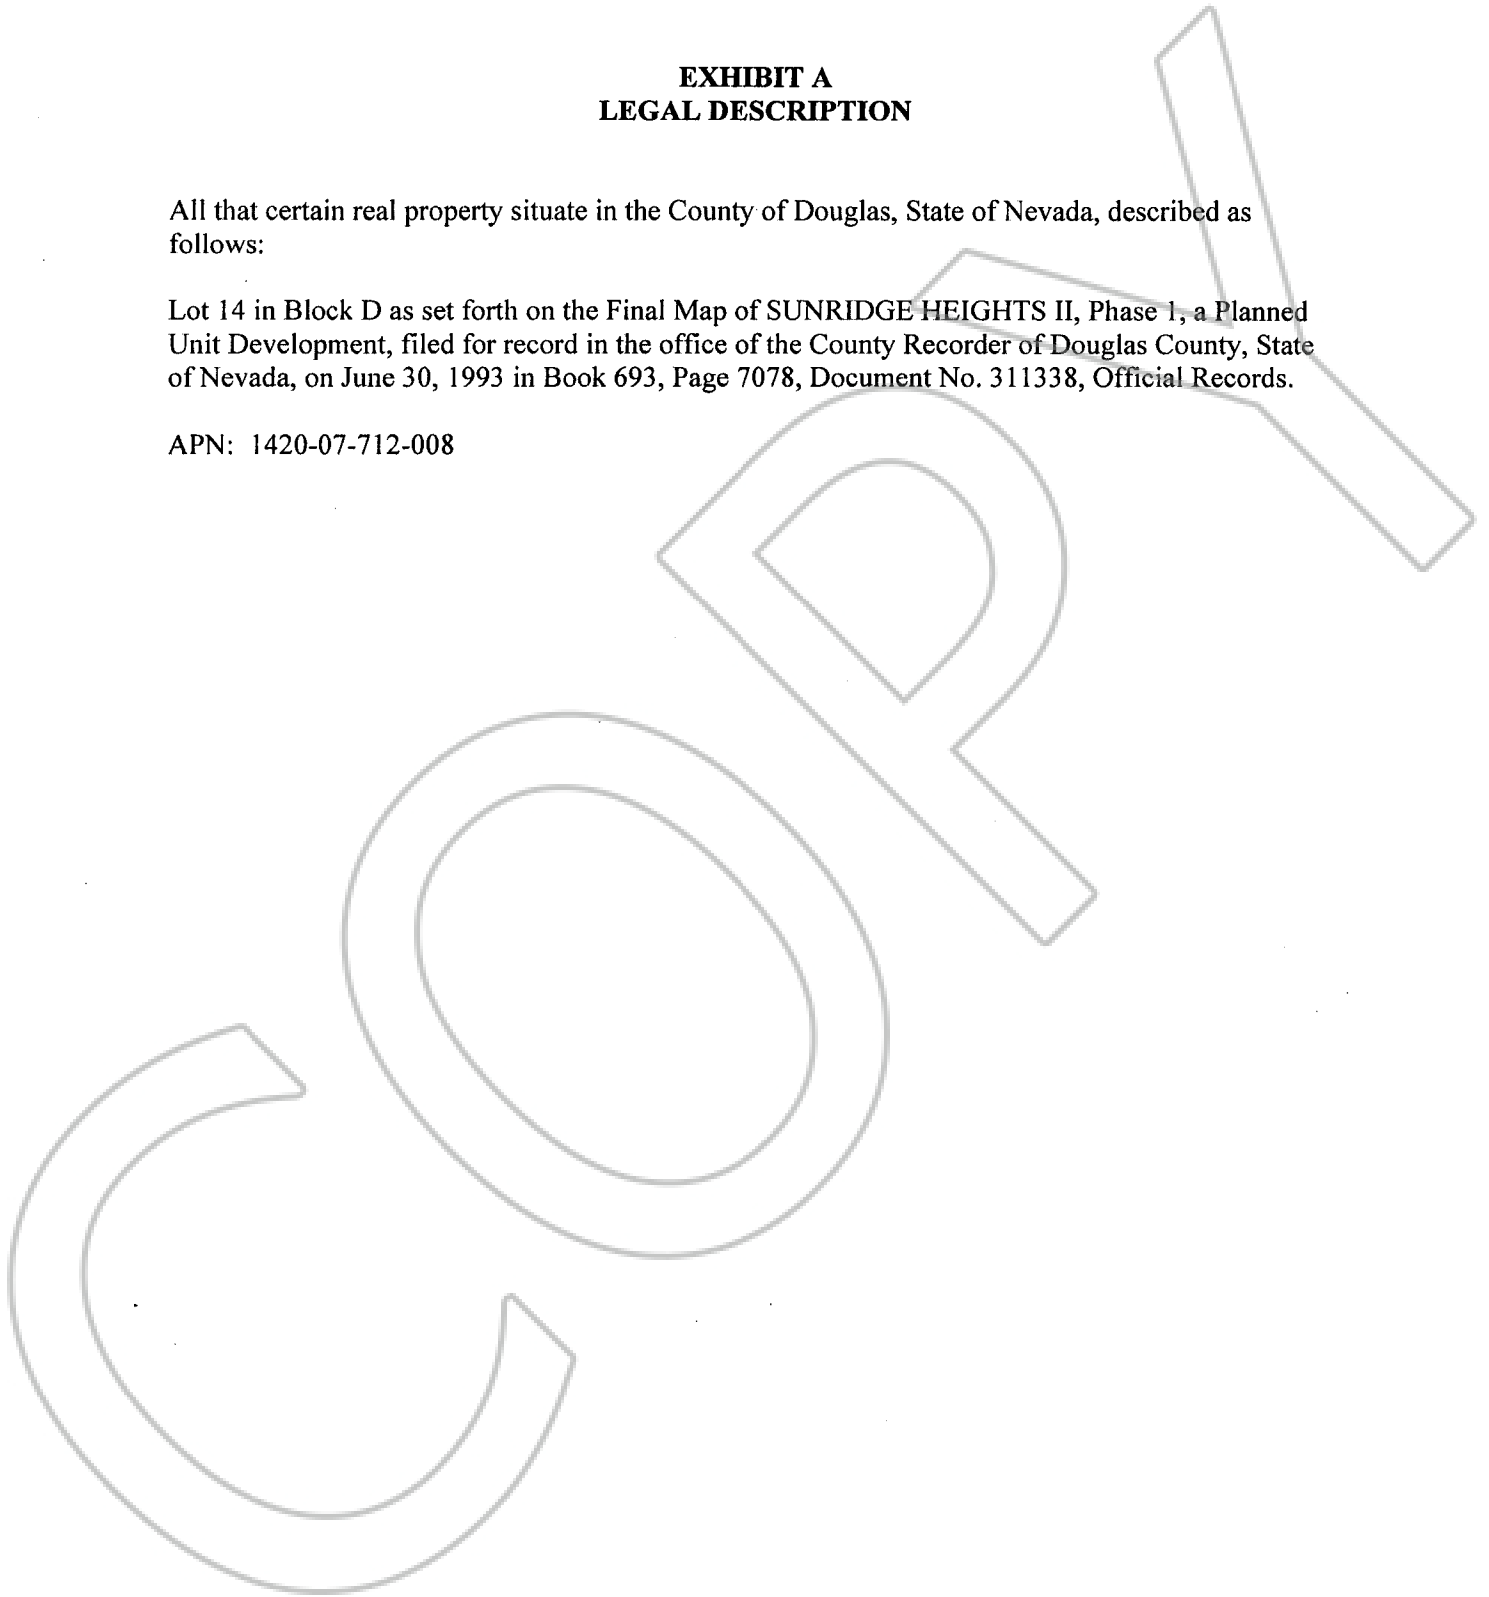 EXHIBIT A
LEGAL DESCRIPTION
All that certain real property situate in the County of Douglas, State of Nevada, described as
follows:
Lot 14 in Block D as set forth on the Final Map of SUNRIDGE HEIGHTS II, Phase 1, a Planned
Unit Development, filed for record in the office of the County Recorder of Douglas County, State
of Nevada, on June 30, 1993 in Book 693, Page 7078, Document No. 311338, Official Records.
APN: 1420-07-712-008
COPY